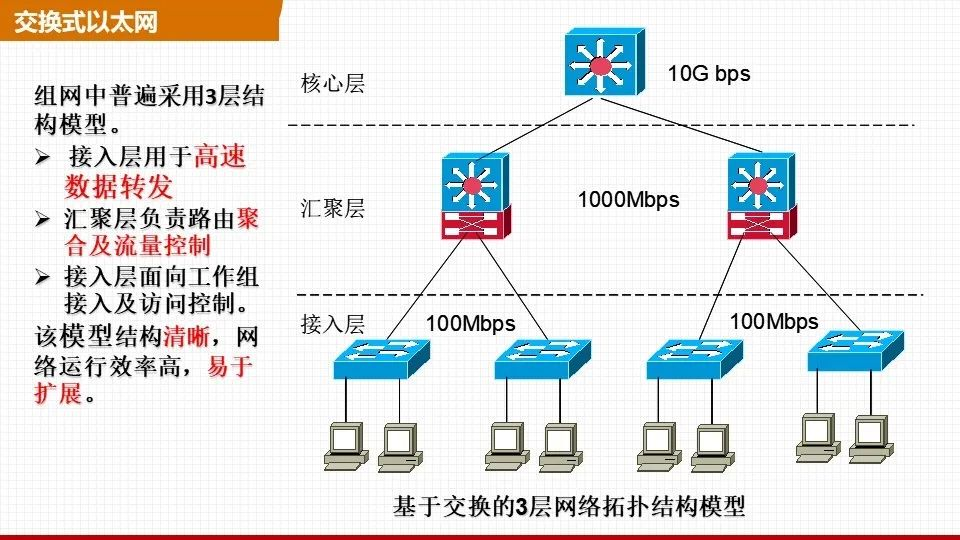 交换式以太网
组网中普遍采用3层结
构模型。
➢ 接入层用于高速
数据转发
➢ 汇聚层负责路由聚
合及流量控制
➢ 接入层面向工作组
接入及访问控制。
该模型结构清晰，网
络运行效率高，易于
扩展。
核心层
10G bps
汇聚层
1000Mbps
接入层
100Mbps
100Mbps
基于交换的3层网络拓扑结构模型